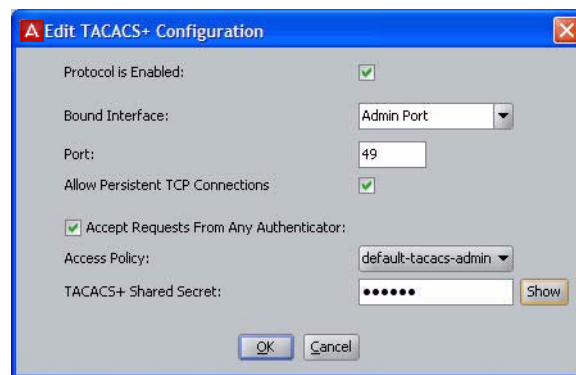 A Edit TACACS+ Configuration
Protocol is Enabled:
Bound Interface: Admin Port
Port: 49
Allow Persistent TCP Connections
Accept Requests From Any Authenticator:
Access Policy: default-tacacs-admin
TACACS+ Shared Secret: •••••• Show
OK Cancel